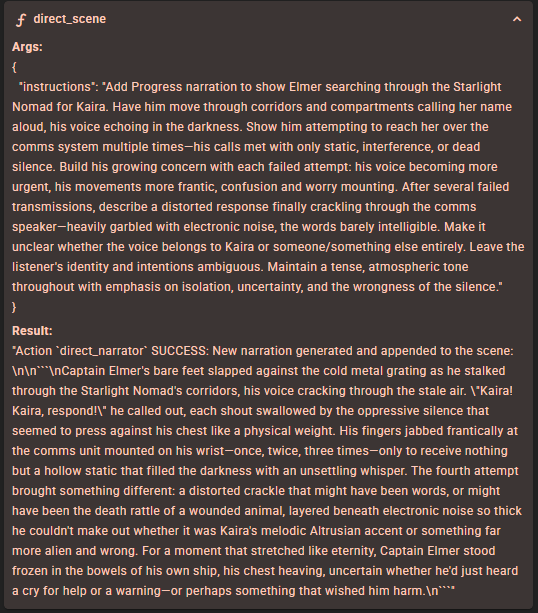 direct_scene
Args:
{
"instructions": "Add Progress narration to show Elmer searching through the Starlight
Nomad for Kaira. Have him move through corridors and compartments calling her name
aloud, his voice echoing in the darkness. Show him attempting to reach her over the
comms system multiple times—his calls met with only static, interference, or dead
silence. Build his growing concern with each failed attempt: his voice becoming more
urgent, his movements more frantic, confusion and worry mounting. After several failed
transmissions, describe a distorted response finally crackling through the comms
speaker—heavily garbled with electronic noise, the words barely intelligible. Make it
unclear whether the voice belongs to Kaira or someone/something else entirely. Leave the
listener's identity and intentions ambiguous. Maintain a tense, atmospheric tone
throughout with emphasis on isolation, uncertainty, and the wrongness of the silence."
}
Result:
"Action `direct_narrator` SUCCESS: New narration generated and appended to the scene:
\n\n```\nCaptain Elmer's bare feet slapped against the cold metal grating as he stalked
through the Starlight Nomad's corridors, his voice cracking through the stale air. \"Kaira!
Kaira, respond!\" he called out, each shout swallowed by the oppressive silence that
seemed to press against his chest like a physical weight. His fingers jabbed frantically at
the comms unit mounted on his wrist—once, twice, three times—only to receive nothing
but a hollow static that filled the darkness with an unsettling whisper. The fourth attempt
brought something different: a distorted crackle that might have been words, or might
have been the death rattle of a wounded animal, layered beneath electronic noise so thick
he couldn't make out whether it was Kaira's melodic Altrusian accent or something far
more alien and wrong. For a moment that stretched like eternity, Captain Elmer stood
frozen in the bowels of his own ship, his chest heaving, uncertain whether he'd just heard
a cry for help or a warning—or perhaps something that wished him harm.\n```"